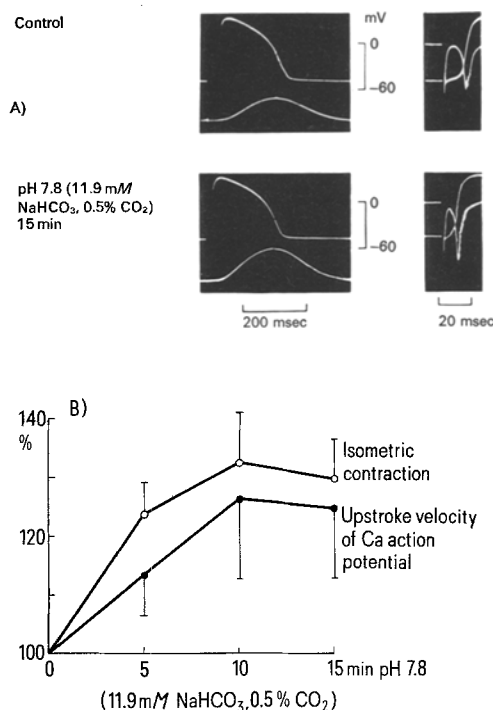 Control
mV
0
-60
A)
pH 7.8 (11.9 mM
NaHCO₃, 0.5% CO₂)
15 min
0
-60
200 msec
20 msec
B)
140
%
120
100
Isometric
contraction
Upstroke velocity
of Ca action
potential
0 5 10 15 min pH 7.8
(11.9 mM NaHCO₃, 0.5% CO₂)